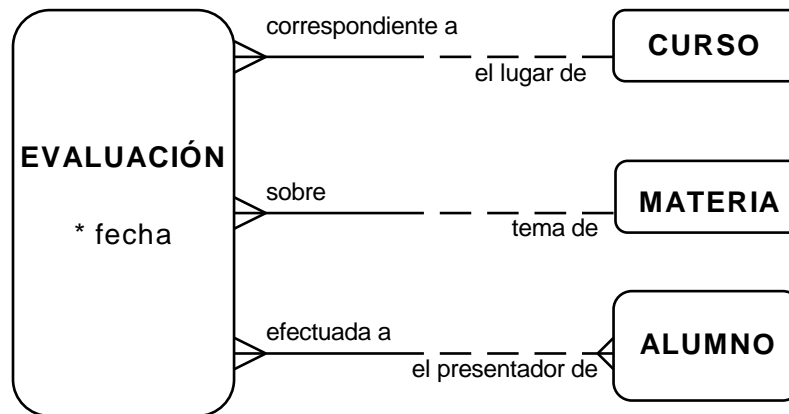 correspondiente a
CURSO
el lugar de
EVALUACIÓN
* fecha
sobre
MATERIA
tema de
efectuada a
ALUMNO
el presentador de